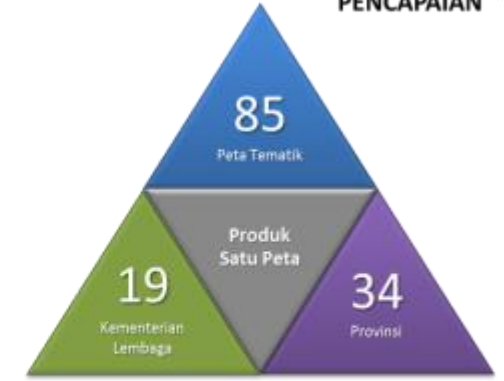 PENCAPAIAN
85
Peta Tematik
Produk
Satu Peta
19
Kementerian
Lembaga
34
Provinsi